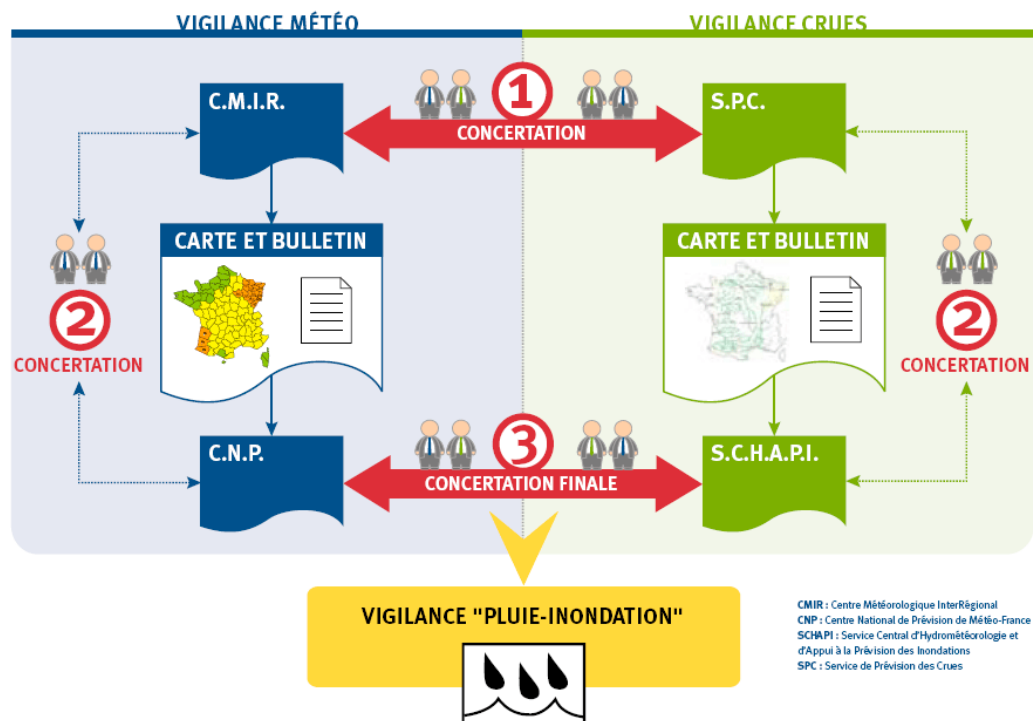 VIGILANCE MÉTÉO
VIGILANCE CRUES
C.M.I.R.
1
CONCERTATION
S.P.C.
CARTE ET BULLETIN
CARTE ET BULLETIN
2
CONCERTATION
2
CONCERTATION
C.N.P.
3
CONCERTATION FINALE
S.C.H.A.P.I.
VIGILANCE "PLUIE-INONDATION"
CMIR : Centre Météorologique InterRégional
CNP : Centre National de Prévision de Météo-France
SCHAPI : Service Central d'Hydrométéorologie et
d'Appui à la Prévision des Inondations
SPC : Service de Prévision des Crues